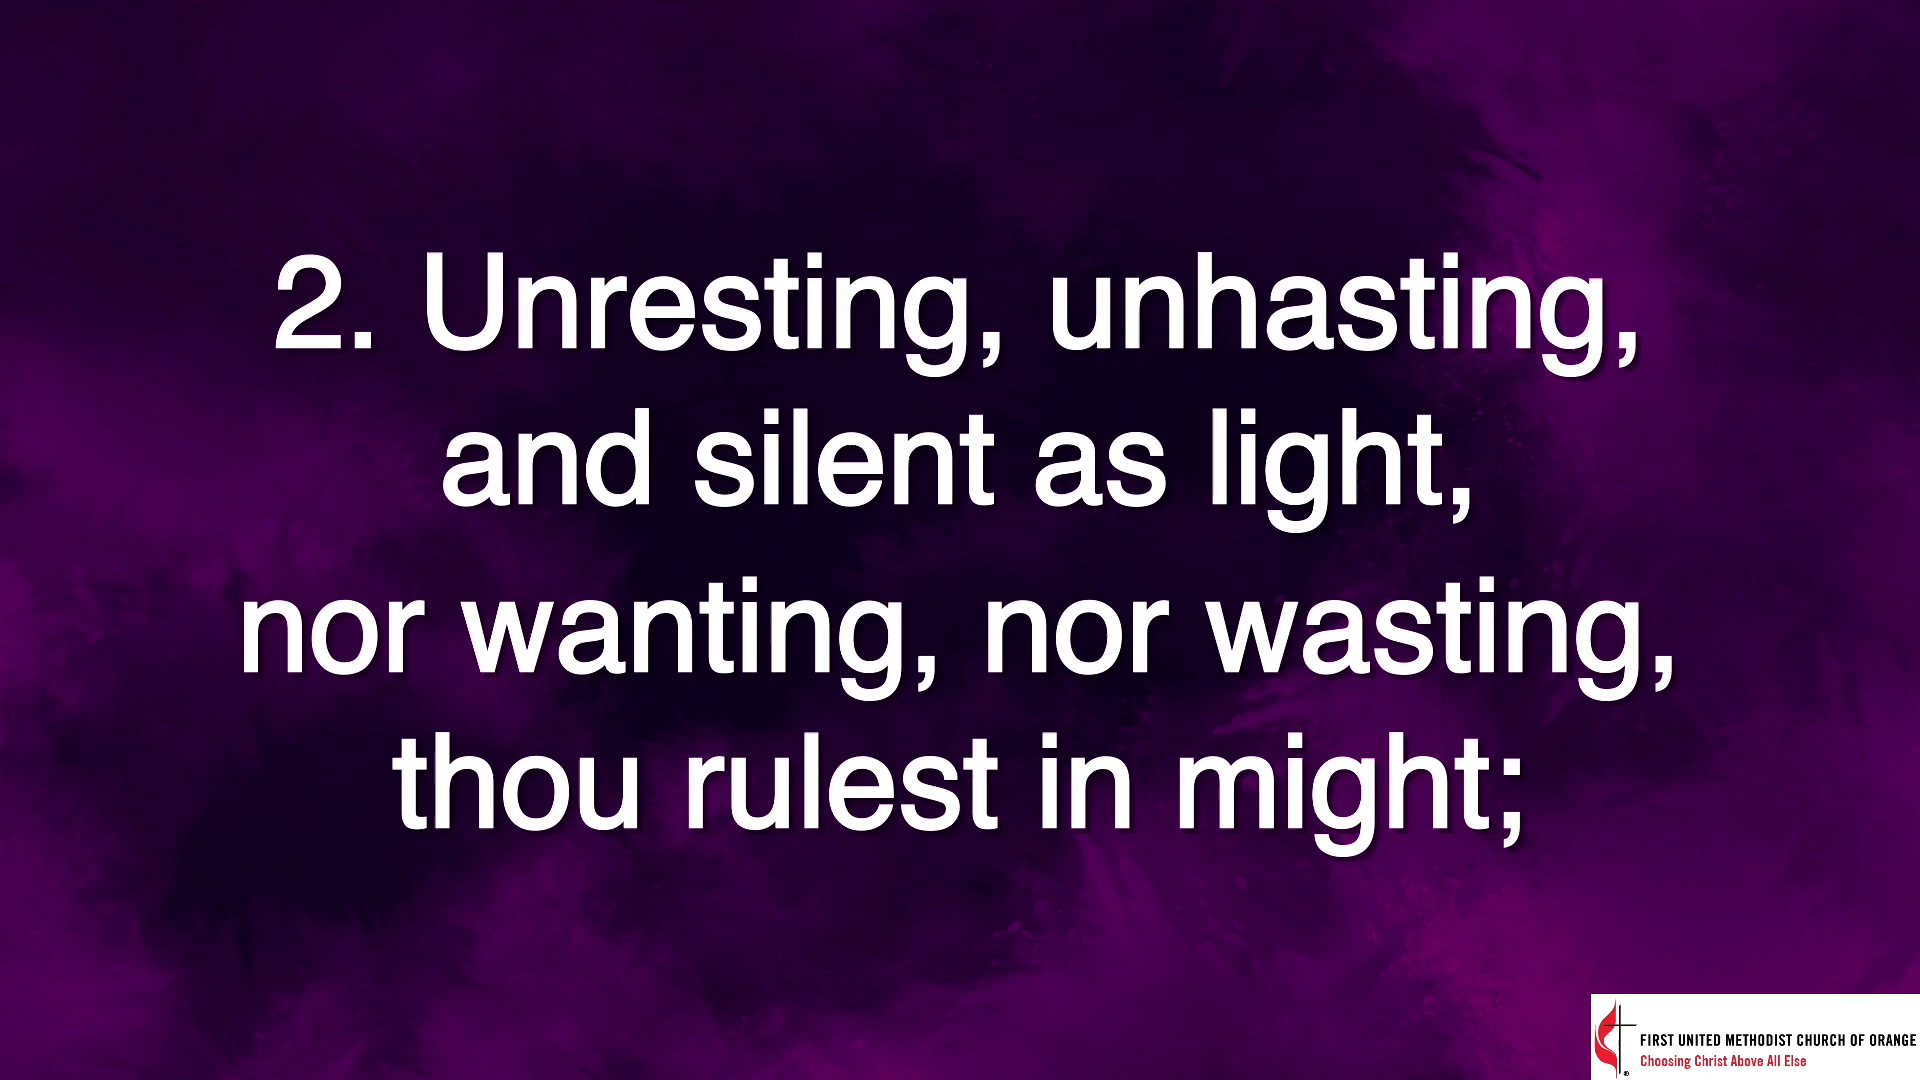 2. Unresting, unhasting,
and silent as light,
nor wanting, nor wasting,
thou rulest in might;
FIRST UNITED METHODIST CHURCH OF ORANGE
Choosing Christ Above All Else
®